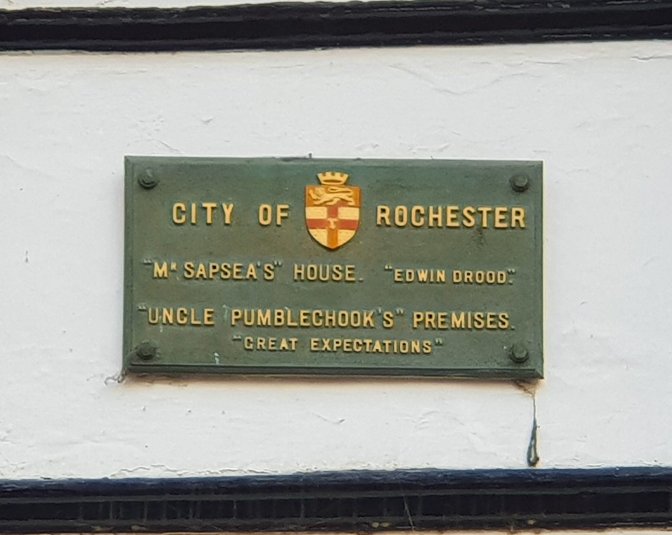 CITY OF ROCHESTER
"MR SAPSEA'S" HOUSE. "EDWIN DROOD."
"UNCLE PUMBLECHOOK'S" PREMISES.
"GREAT EXPECTATIONS"